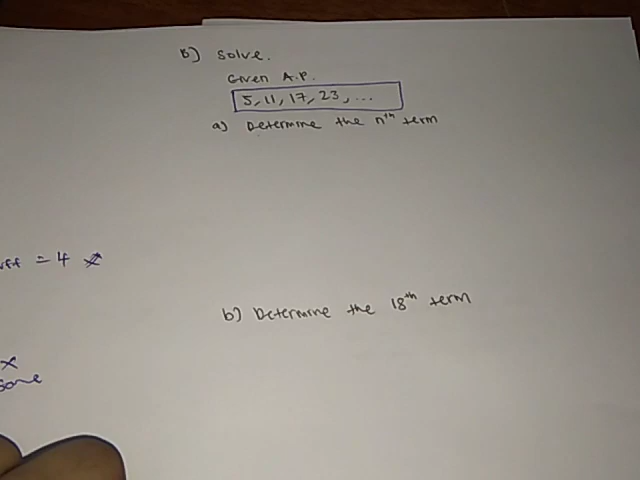 B) Solve.
Given A.P.
5, 11, 17, 23, ...
a) Determine the nth term
= 4
b) Determine the 18th term
x